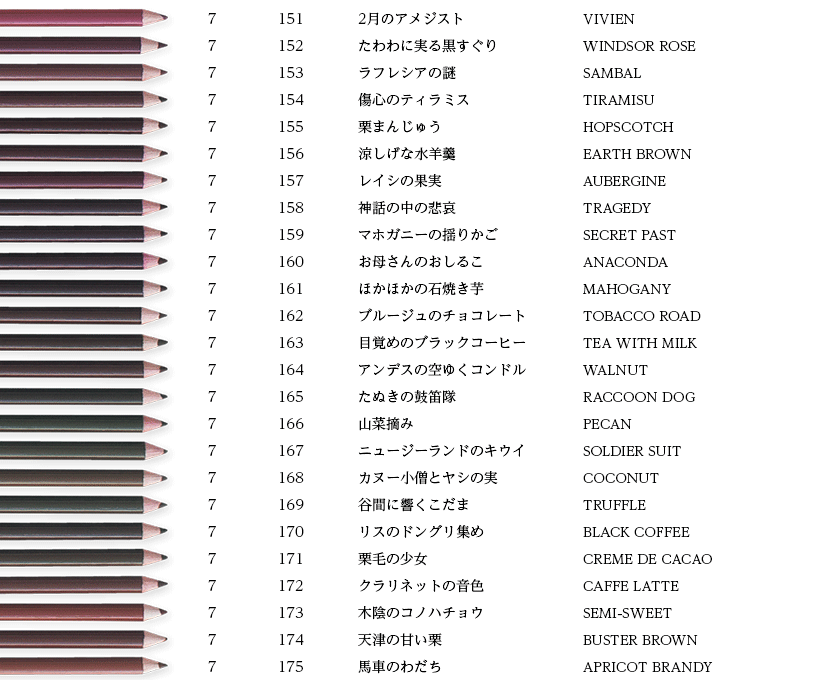 7 151 2月のアメジスト VIVIEN
7 152 たわわに実る黒すぐり WINDSOR ROSE
7 153 ラフレシアの謎 SAMBAL
7 154 傷心のティラミス TIRAMISU
7 155 栗まんじゅう HOPSCOTCH
7 156 涼しげな水羊羹 EARTH BROWN
7 157 レイシの果実 AUBERGINE
7 158 神話の中の悲哀 TRAGEDY
7 159 マホガニーの揺りかご SECRET PAST
7 160 お母さんのおしるこ ANACONDA
7 161 ほかほかの石焼き芋 MAHOGANY
7 162 ブルージュのチョコレート TOBACCO ROAD
7 163 目覚めのブラックコーヒー TEA WITH MILK
7 164 アンデスの空ゆくコンドル WALNUT
7 165 たぬきの鼓笛隊 RACCOON DOG
7 166 山菜摘み PECAN
7 167 ニュージーランドのキウイ SOLDIER SUIT
7 168 カヌー小僧とヤシの実 COCONUT
7 169 谷間に響くこだま TRUFFLE
7 170 リスのドングリ集め BLACK COFFEE
7 171 栗毛の少女 CREME DE CACAO
7 172 クラリネットの音色 CAFFE LATTE
7 173 木陰のコノハチョウ SEMI-SWEET
7 174 天津の甘い栗 BUSTER BROWN
7 175 馬車のわだち APRICOT BRANDY